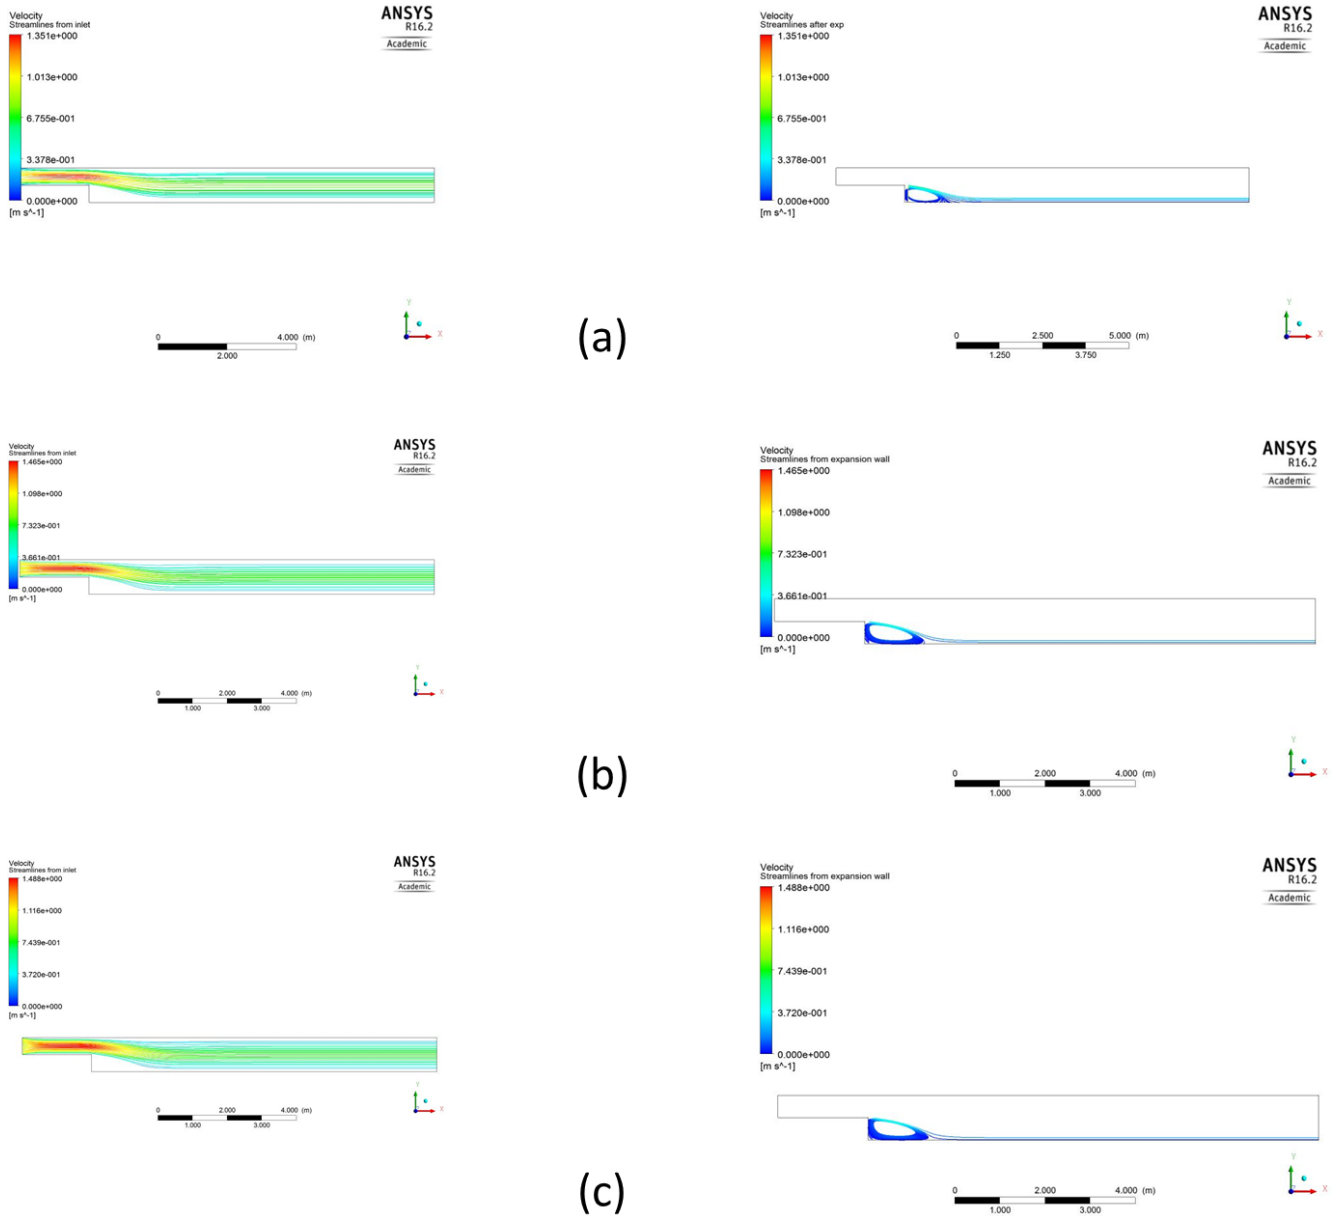 Velocity
Streamlines from inlet
1.351e+000
1.013e+000
6.755e-001
3.378e-001
0.000e+000
[m s^-1]
ANSYS
R16.2
Academic
0 4.000 (m)
2.000
Y
X
Velocity
Streamlines after exp
1.351e+000
1.013e+000
6.755e-001
3.378e-001
0.000e+000
[m s^-1]
ANSYS
R16.2
Academic
0 2.500 5.000 (m)
1.250 3.750
Y
X
(a)
Velocity
Streamlines from inlet
1.465e+000
1.098e+000
7.323e-001
3.661e-001
0.000e+000
[m s^-1]
ANSYS
R16.2
Academic
0 2.000 4.000 (m)
1.000 3.000
Y
X
Velocity
Streamlines from expansion wall
1.465e+000
1.098e+000
7.323e-001
3.661e-001
0.000e+000
[m s^-1]
ANSYS
R16.2
Academic
0 2.000 4.000 (m)
1.000 3.000
Y
X
(b)
Velocity
Streamlines from inlet
1.488e+000
1.116e+000
7.439e-001
3.720e-001
0.000e+000
[m s^-1]
ANSYS
R16.2
Academic
0 2.000 4.000 (m)
1.000 3.000
Y
X
Velocity
Streamlines from expansion wall
1.488e+000
1.116e+000
7.439e-001
3.720e-001
0.000e+000
[m s^-1]
ANSYS
R16.2
Academic
0 2.000 4.000 (m)
1.000 3.000
Y
X
(c)